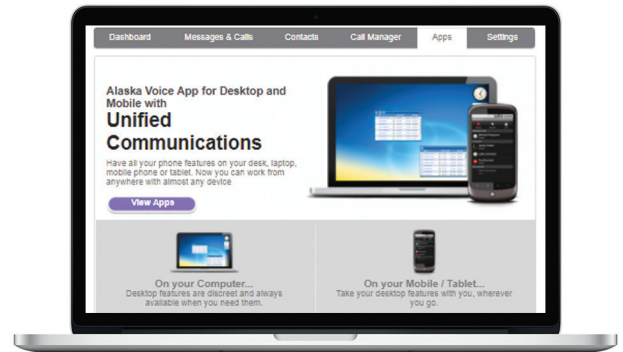 Dashboard Messages & Calls Contacts Call Manager Apps Settings
Alaska Voice App for Desktop and
Mobile with
Unified
Communications
Have all your phone features on your desk, laptop,
mobile phone or tablet. Now you can work from
anywhere with almost any device
View Apps
On your Computer...
Desktop features are discreet and always
available when you need them.
On your Mobile / Tablet...
Take your desktop features with you, wherever
you go.